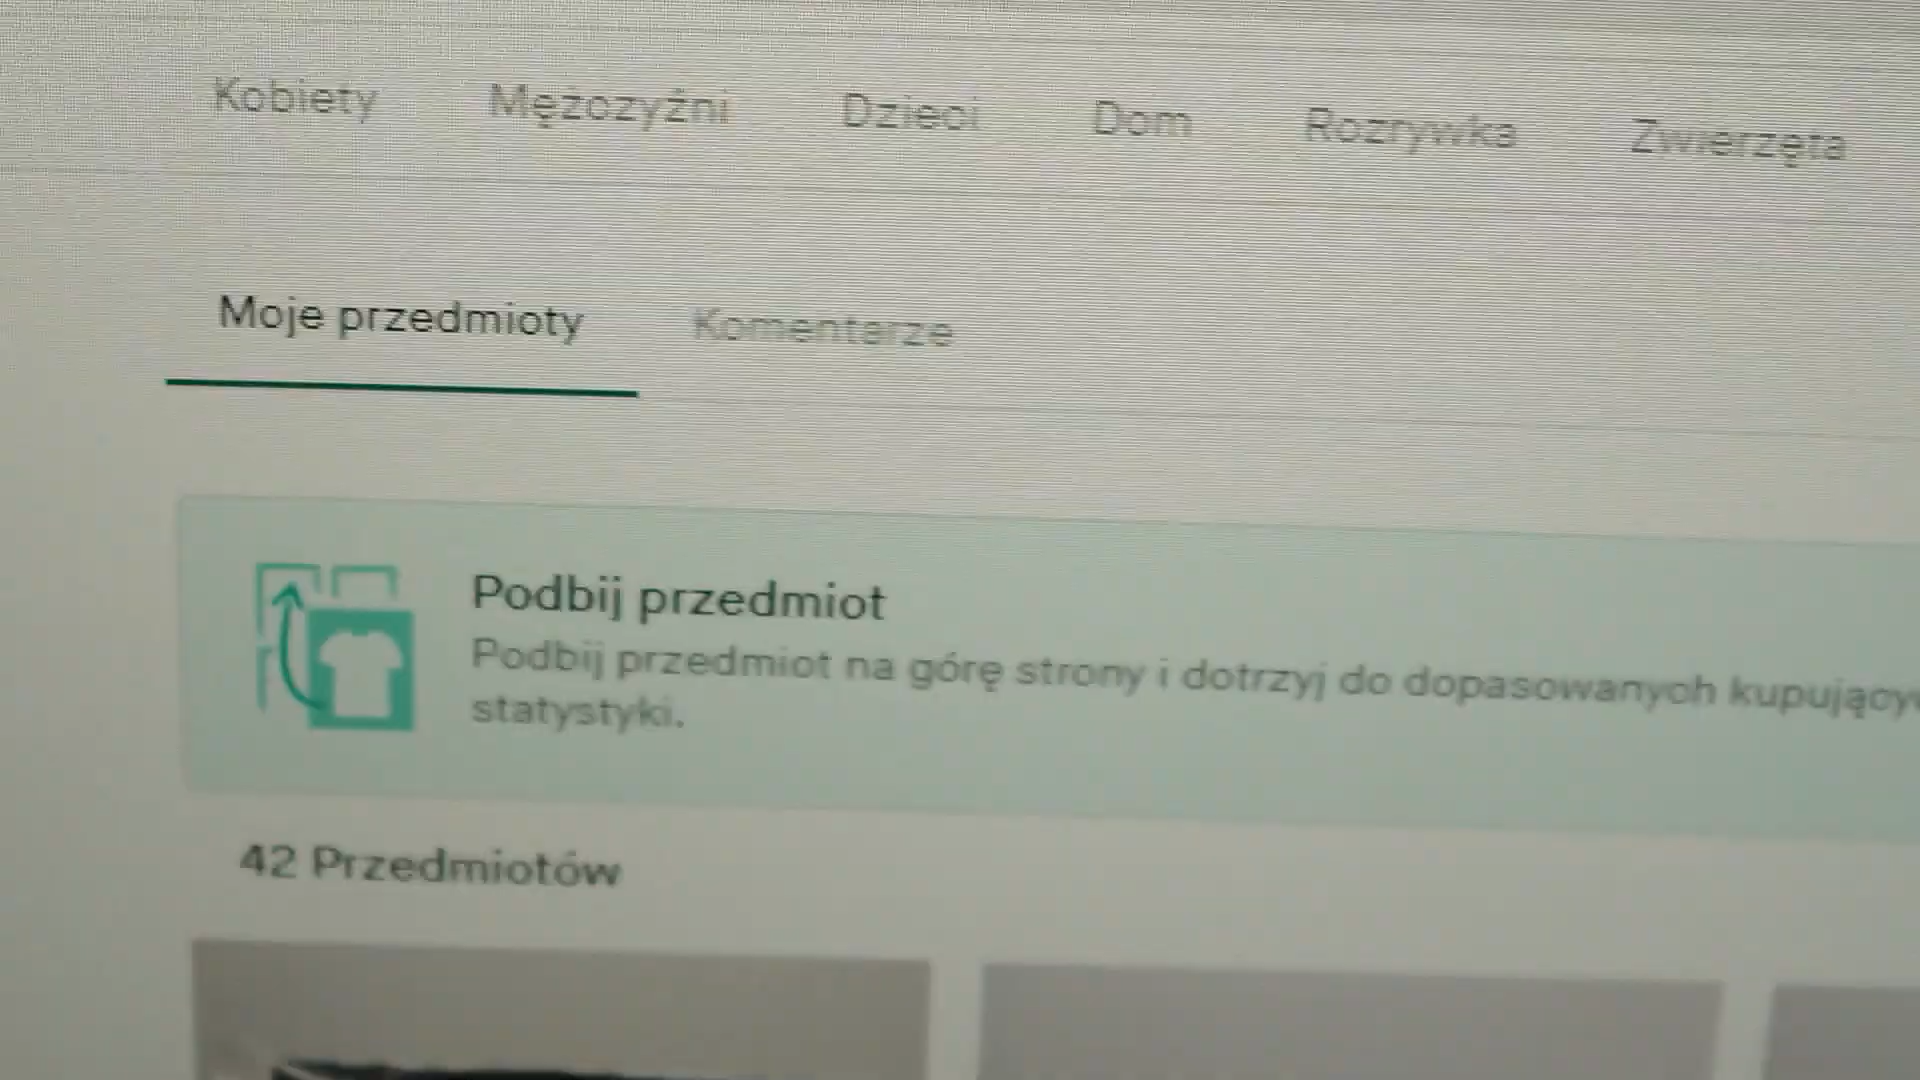 Kobiety Mężczyźni Dzieci Dom Rozrywka Zwierzęta
Moje przedmioty Komentarze
Podbij przedmiot
Podbij przedmiot na górę strony i dotrzyj do dopasowanych
statystyki.
42 Przedmiotów